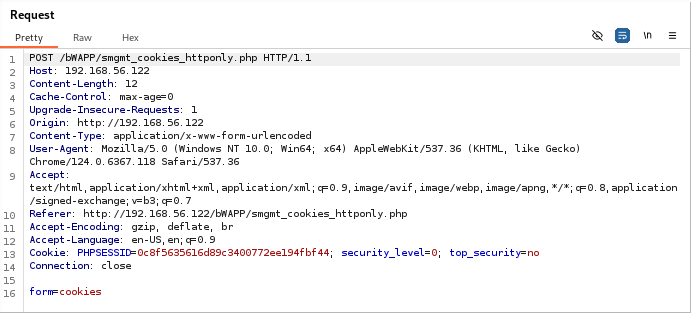 Request
Pretty Raw Hex \n
1 POST /bWAPP/smgmt_cookies_httponly.php HTTP/1.1
2 Host: 192.168.56.122
3 Content-Length: 12
4 Cache-Control: max-age=0
5 Upgrade-Insecure-Requests: 1
6 Origin: http://192.168.56.122
7 Content-Type: application/x-www-form-urlencoded
8 User-Agent: Mozilla/5.0 (Windows NT 10.0; Win64; x64) AppleWebKit/537.36 (KHTML, like Gecko)
Chrome/124.0.6367.118 Safari/537.36
9 Accept:
text/html,application/xhtml+xml,application/xml;q=0.9,image/avif,image/webp,image/apng,*/*;q=0.8,application
/signed-exchange;v=b3;q=0.7
10 Referer: http://192.168.56.122/bWAPP/smgmt_cookies_httponly.php
11 Accept-Encoding: gzip, deflate, br
12 Accept-Language: en-US,en;q=0.9
13 Cookie: PHPSESSID=0c8f5635616d89c3400772ee194fbf44; security_level=0; top_security=no
14 Connection: close
15
16 form=cookies